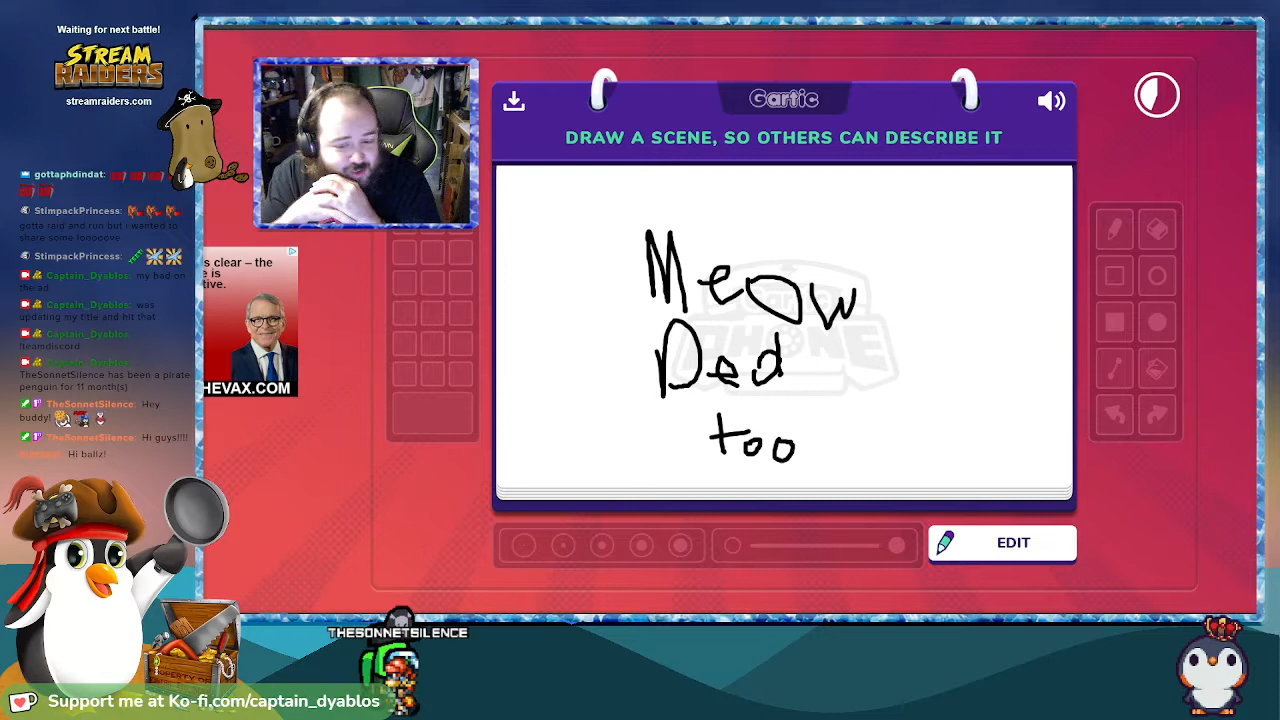 Waiting for next battle!
STREAM
RAIDERS
streamraiders.com
gottaphdindat:
StimpackPrincess:
gotta raid and run but i wanted to
share some looooove
StimpackPrincess:
Captain_Dyablos: my bad on
the ad
Captain_Dyablos: was
updating my title and hit that
Captain_Dyablos:
!teamdiscord
Captain_Dyablos:
TheSonnetSilence has been a pirate
penguin for 11 month(s)
TheSonnetSilence: Hey
buddy!
TheSonnetSilence: Hi guys!!!!
Hi ballz!
s clear – the
e is
tive.
HEVAX.COM
Gartic
DRAW A SCENE, SO OTHERS CAN DESCRIBE IT
Meow
Ded
too
EDIT
THESONNETSILENCE
PROPERTY OF
Support me at Ko-fi.com/captain_dyablos